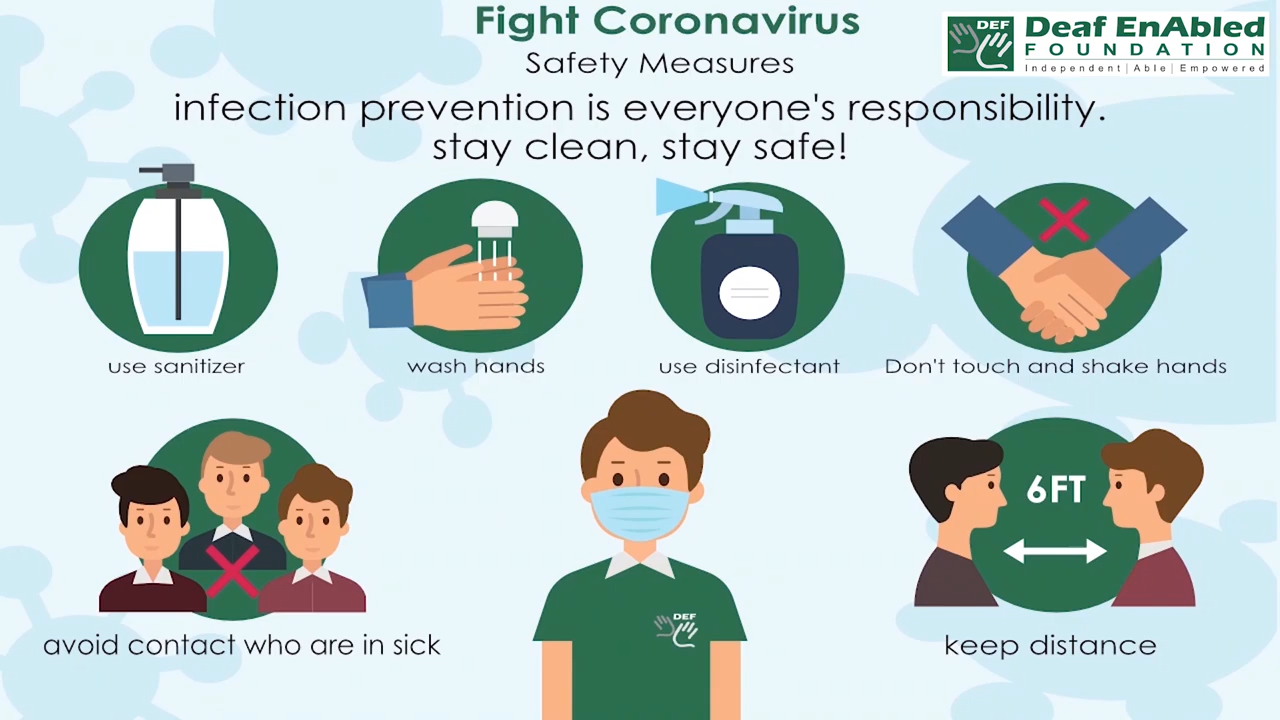 Fight Coronavirus
Safety Measures
DEF
Deaf EnAbled
FOUNDATION
Independent | Able | Empowered
infection prevention is everyone's responsibility.
stay clean, stay safe!
use sanitizer
wash hands
use disinfectant
Don't touch and shake hands
6FT
DEF
avoid contact who are in sick
keep distance